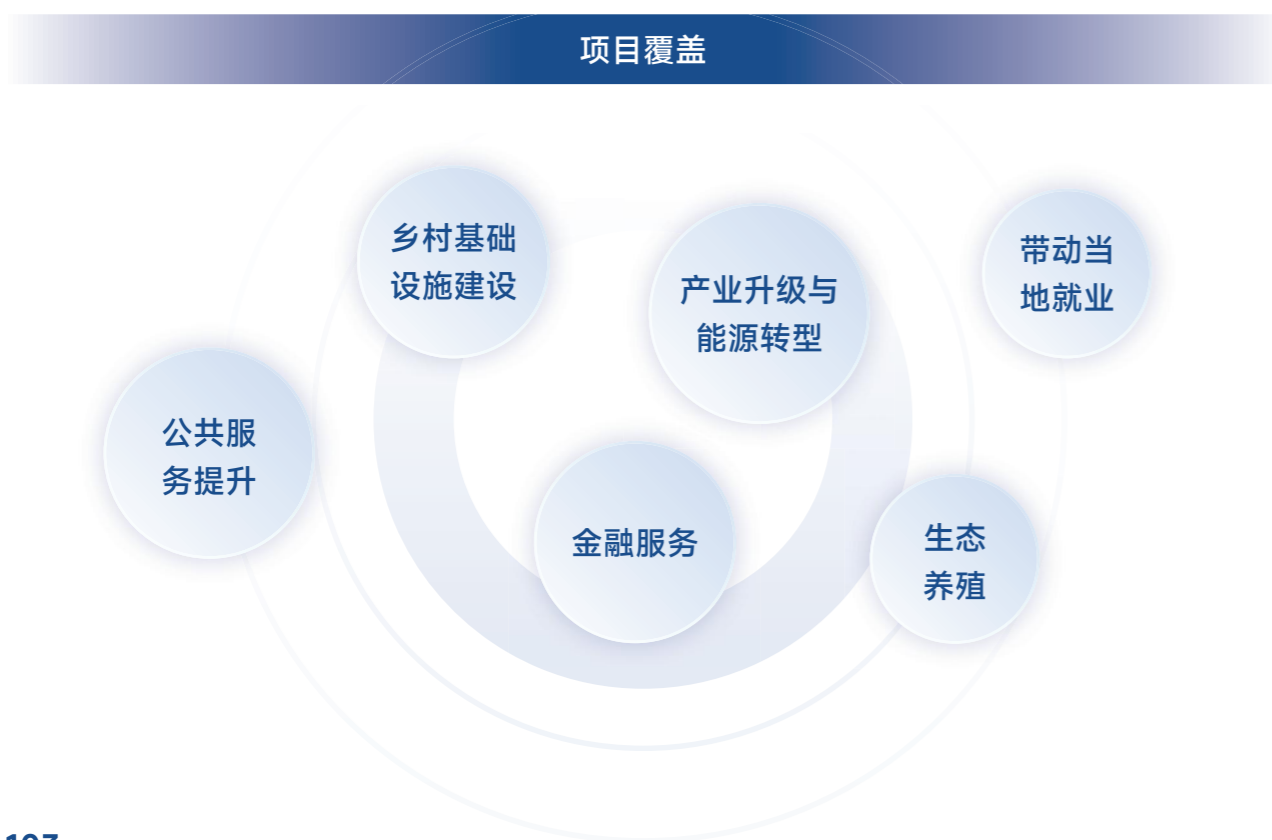 项目覆盖
乡村基础
设施建设
产业升级与
能源转型
带动当
地就业
公共服
务提升
金融服务
生态
养殖